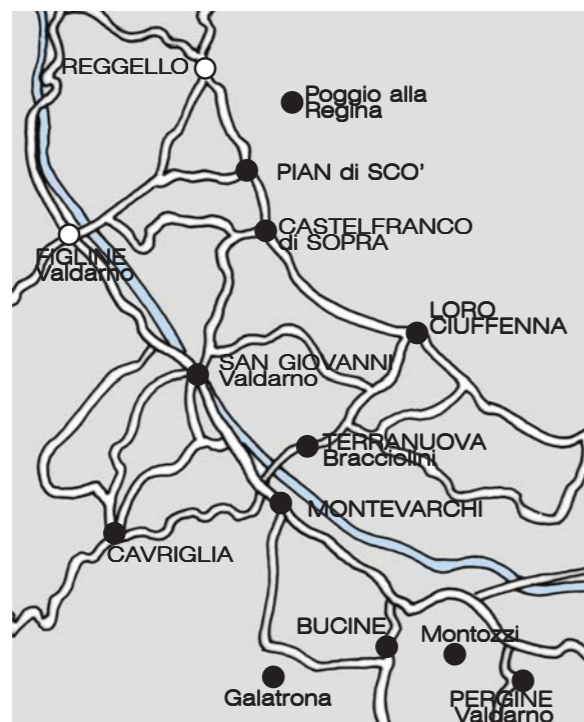 REGGELLO
Poggio alla
Regina
PIAN di SCO'
CASTELFRANCO
di SOPRA
FIGLINE
Valdarno
LORO
CIUFFENNA
SAN GIOVANNI
Valdarno
TERRANUOVA
Bracciolini
MONTEVARCHI
CAVRIGLIA
BUCINE
Montozzi
Galatrona
PERGINE
Valdarno